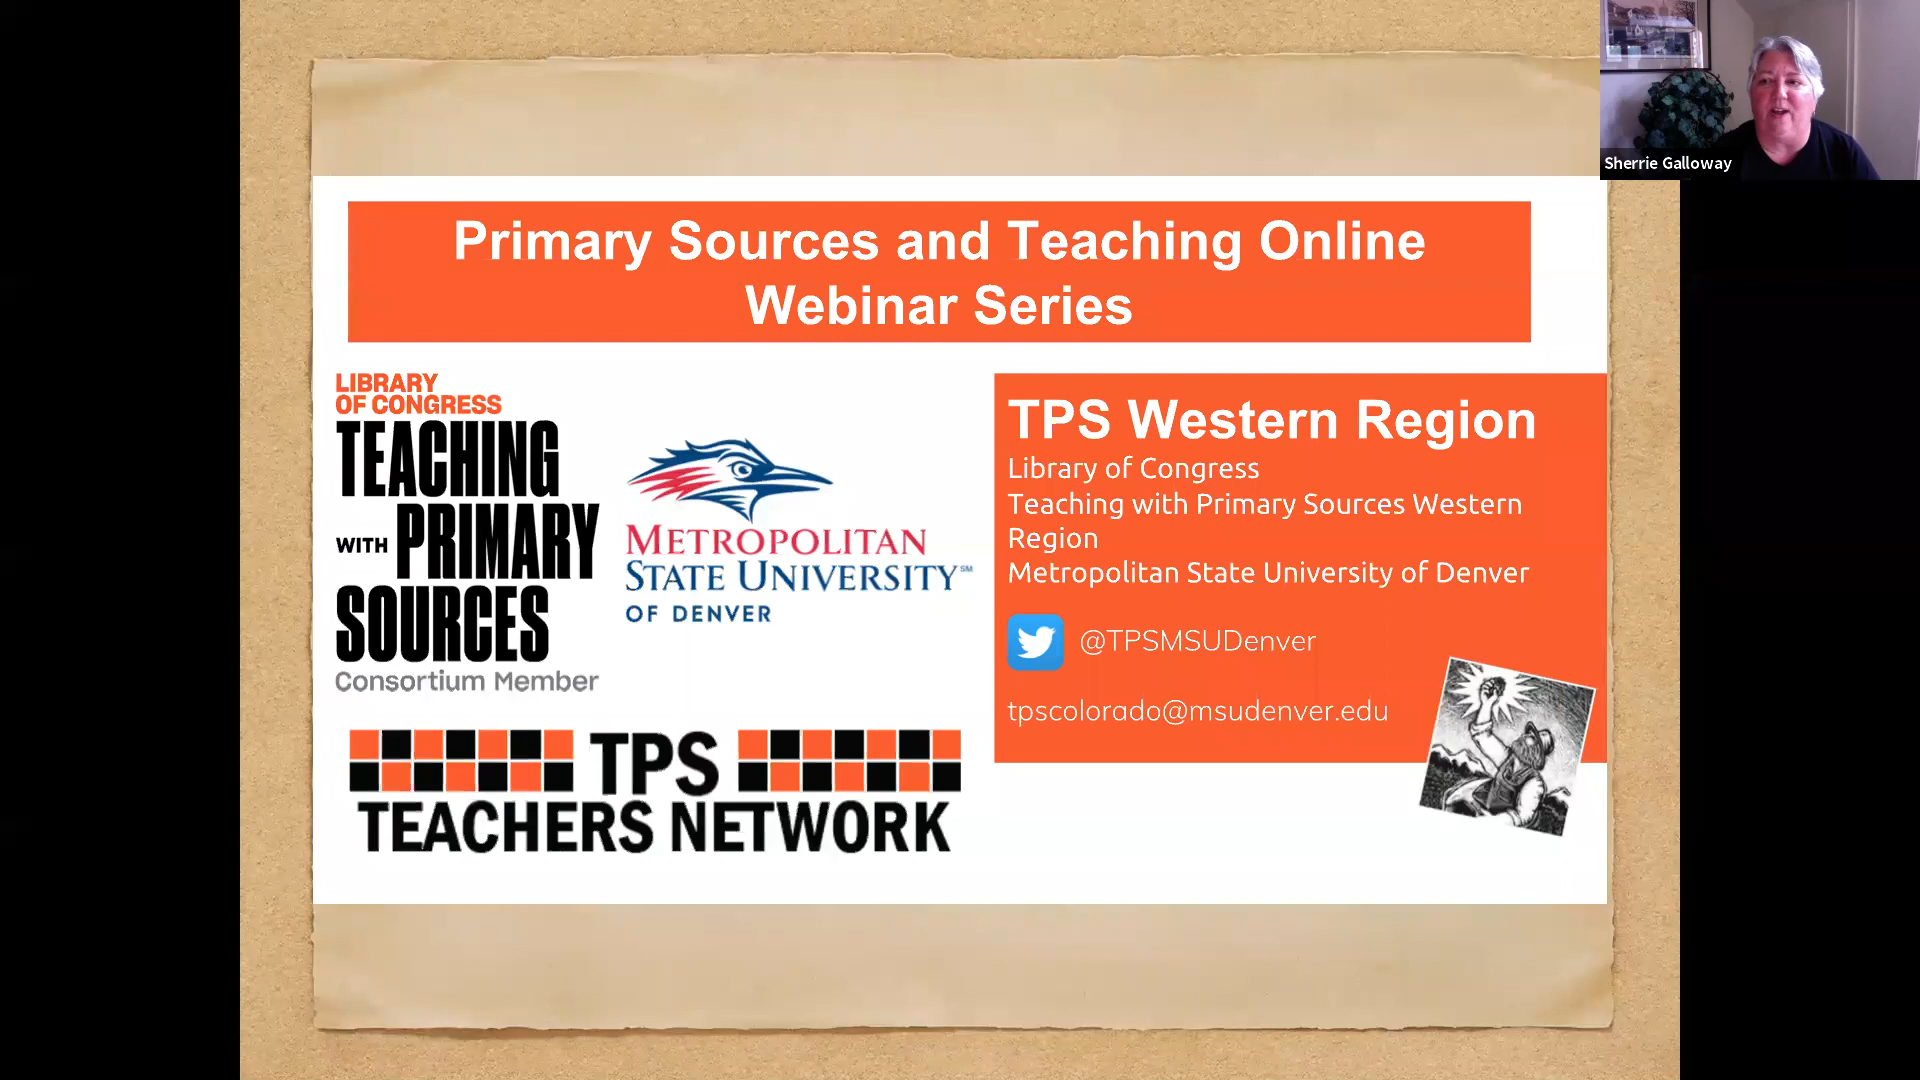 Sherrie Galloway
Primary Sources and Teaching Online
Webinar Series
LIBRARY
OF CONGRESS
TEACHING
WITH PRIMARY
SOURCES
Consortium Member
METROPOLITAN
STATE UNIVERSITY℠
OF DENVER
TPS
TEACHERS NETWORK
TPS Western Region
Library of Congress
Teaching with Primary Sources Western
Region
Metropolitan State University of Denver
@TPSMSUDenver
tpscolorado@msudenver.edu